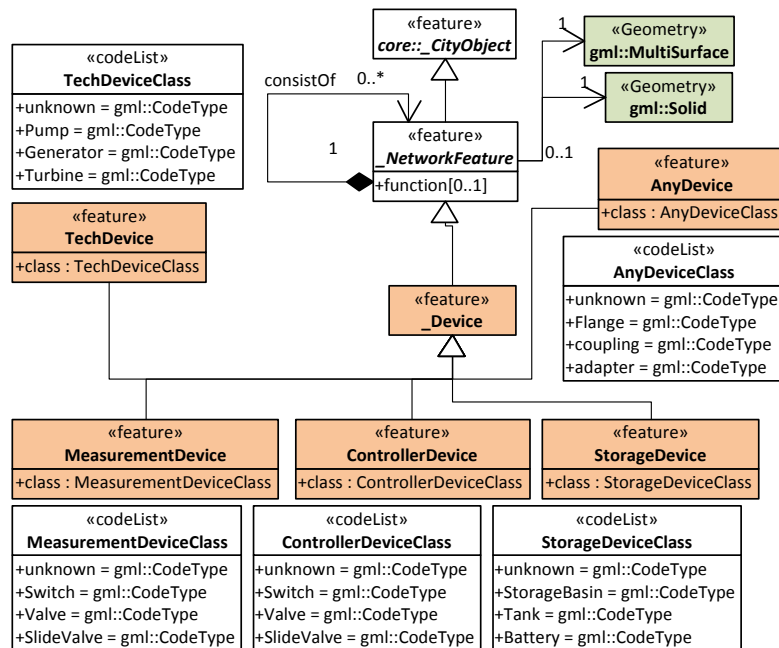 «feature»
core::_CityObject
«codeList»
TechDeviceClass
+unknown = gml::CodeType
+Pump = gml::CodeType
+Generator = gml::CodeType
+Turbine = gml::CodeType
consistOf
0..*
1
«feature»
_NetworkFeature
+function[0..1]
1
«Geometry»
gml::MultiSurface
1
«Geometry»
gml::Solid
0..1
«feature»
AnyDevice
+class : AnyDeviceClass
«feature»
TechDevice
+class : TechDeviceClass
«codeList»
AnyDeviceClass
+unknown = gml::CodeType
+Flange = gml::CodeType
+coupling = gml::CodeType
+adapter = gml::CodeType
«feature»
_Device
«feature»
MeasurementDevice
+class : MeasurementDeviceClass
«feature»
ControllerDevice
+class : ControllerDeviceClass
«feature»
StorageDevice
+class : StorageDeviceClass
«codeList»
MeasurementDeviceClass
+unknown = gml::CodeType
+Switch = gml::CodeType
+Valve = gml::CodeType
+SlideValve = gml::CodeType
«codeList»
ControllerDeviceClass
+unknown = gml::CodeType
+Switch = gml::CodeType
+Valve = gml::CodeType
+SlideValve = gml::CodeType
«codeList»
StorageDeviceClass
+unknown = gml::CodeType
+StorageBasin = gml::CodeType
+Tank = gml::CodeType
+Battery = gml::CodeType